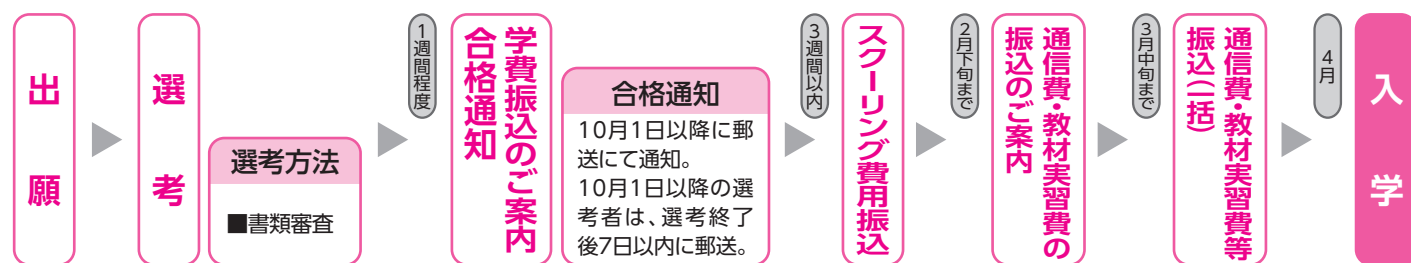 出願
選考
選考方法
■書類審査
1週間程度
合格通知
学費振込のご案内
合格通知
10月1日以降に郵
送にて通知。
10月1日以降の選
考者は、選考終了
後7日以内に郵送。
3週間以内
スクーリング費用振込
2月下旬まで
通信費・教材実習費の
振込のご案内
3月中旬まで
通信費・教材実習費等
振込(一括)
4月
入学